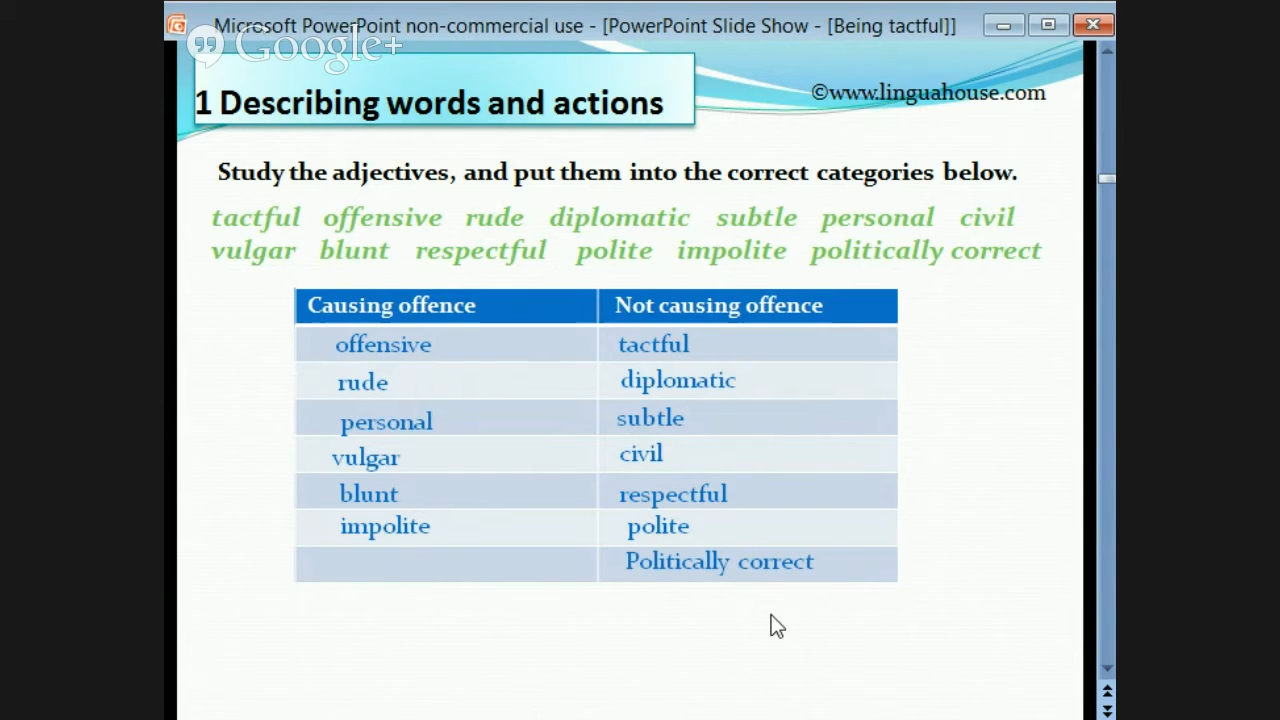 Microsoft PowerPoint non-commercial use - [PowerPoint Slide Show - [Being tactful]]
Google+
1 Describing words and actions
©www.linguahouse.com
Study the adjectives, and put them into the correct categories below.
tactful offensive rude diplomatic subtle personal civil
vulgar blunt respectful polite impolite politically correct
Causing offence Not causing offence
offensive tactful
rude diplomatic
personal subtle
vulgar civil
blunt respectful
impolite polite
Politically correct